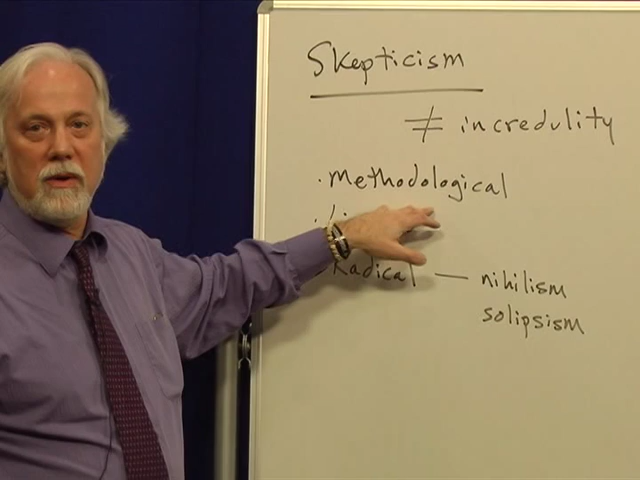 Skepticism
≠ incredulity
· Methodological
· Radical — nihilism
solipsism